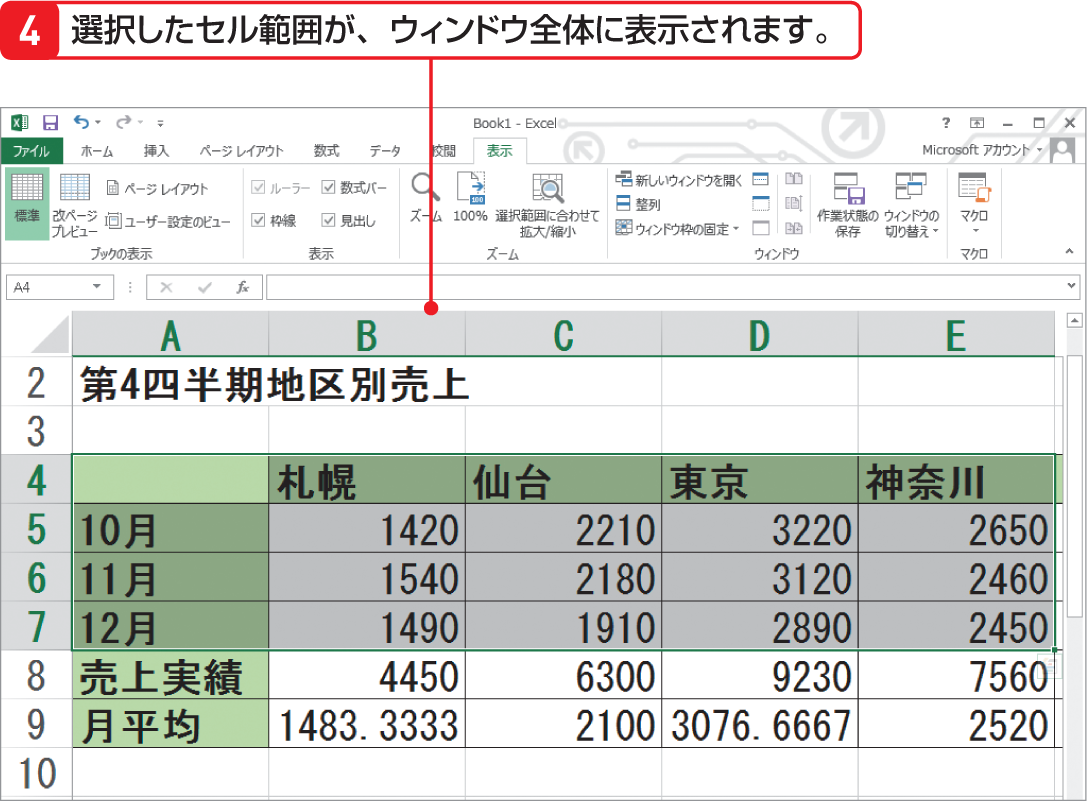 4 選択したセル範囲が、ウィンドウ全体に表示されます。
Book1 - Excel
?
ファイル ホーム 挿入 ページ レイアウト 数式 データ 校閲 表示 Microsoft アカウント
標準
改ページ
プレビュー
ページ レイアウト
ユーザー設定のビュー
ブックの表示
ルーラー 数式バー
枠線 見出し
表示
ズーム
100%
選択範囲に合わせて
拡大/縮小
ズーム
新しいウィンドウを開く
整列
ウィンドウ枠の固定
作業状態の
保存
ウィンドウの
切り替え
ウィンドウ
マクロ
マクロ
A4 fx
A B C D E
2 第4四半期地区別売上
3
4 札幌 仙台 東京 神奈川
5 10月 1420 2210 3220 2650
6 11月 1540 2180 3120 2460
7 12月 1490 1910 2890 2450
8 売上実績 4450 6300 9230 7560
9 月平均 1483.3333 2100 3076.6667 2520
10